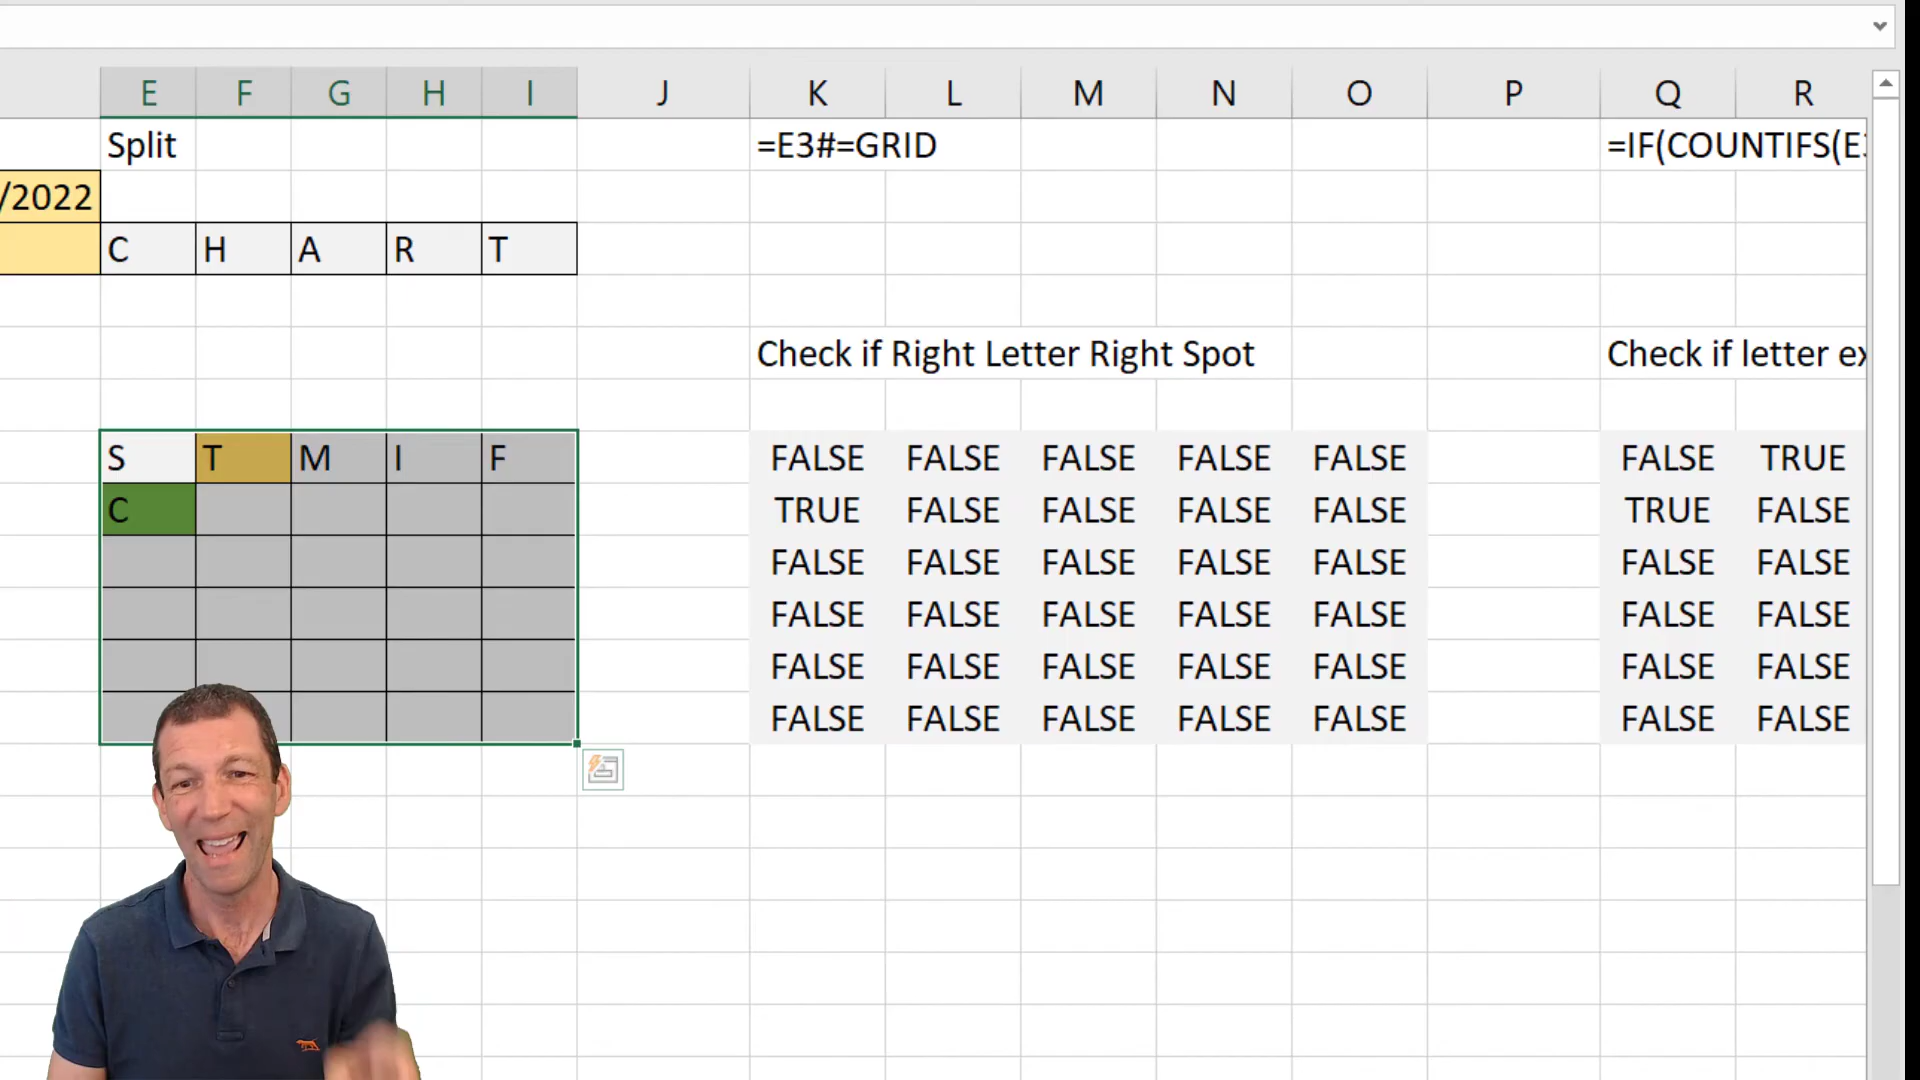 E F G H I J K L M N O P Q R
Split =E3#=GRID =IF(COUNTIFS(E3
/2022
C H A R T
Check if Right Letter Right Spot Check if letter ex
S T M I F FALSE FALSE FALSE FALSE FALSE FALSE TRUE
C TRUE FALSE FALSE FALSE FALSE TRUE FALSE
FALSE FALSE FALSE FALSE FALSE FALSE FALSE
FALSE FALSE FALSE FALSE FALSE FALSE FALSE
FALSE FALSE FALSE FALSE FALSE FALSE FALSE
FALSE FALSE FALSE FALSE FALSE FALSE FALSE